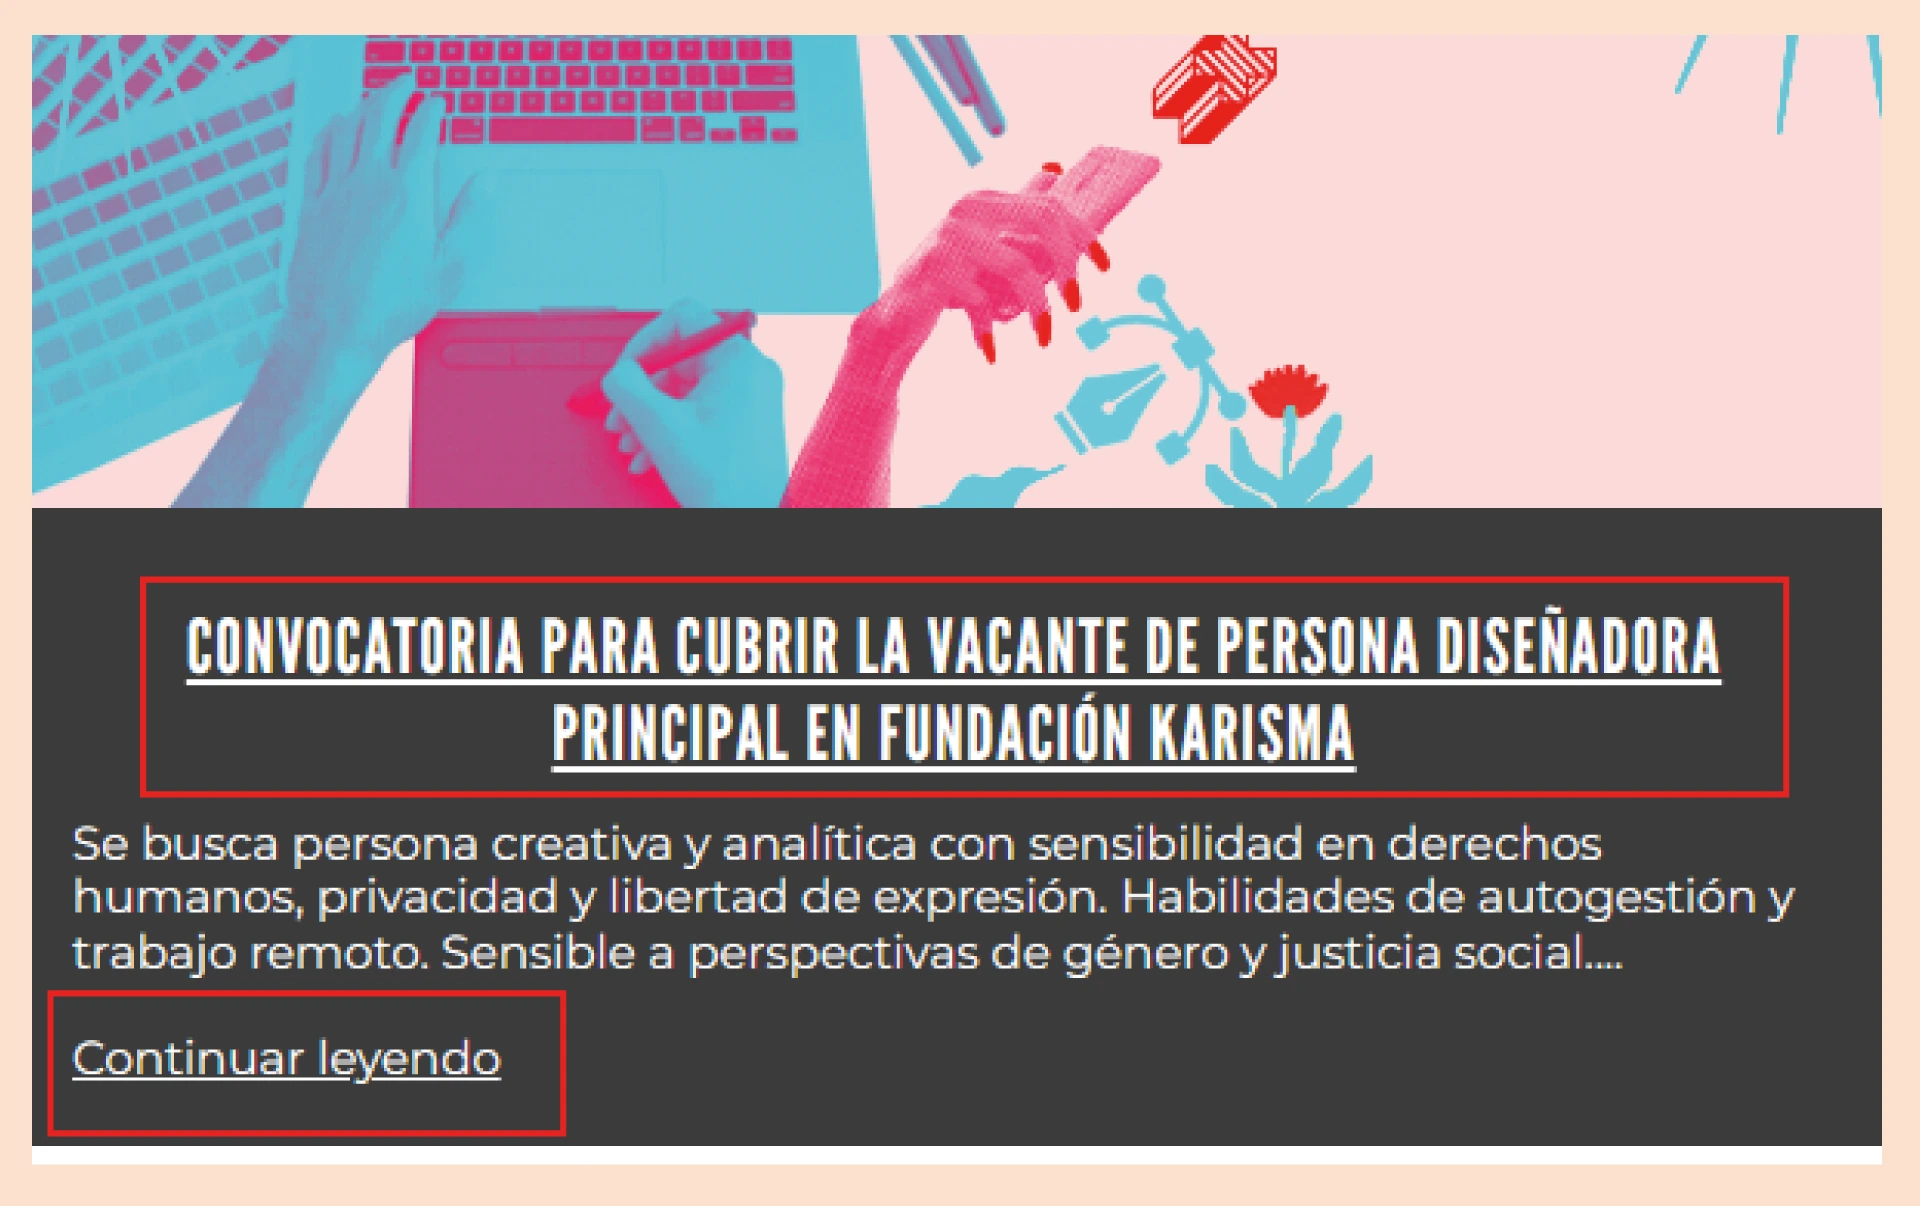 CONVOCATORIA PARA CUBRIR LA VACANTE DE PERSONA DISEÑADORA
PRINCIPAL EN FUNDACIÓN KARISMA
Se busca persona creativa y analítica con sensibilidad en derechos
humanos, privacidad y libertad de expresión. Habilidades de autogestión y
trabajo remoto. Sensible a perspectivas de género y justicia social....
Continuar leyendo